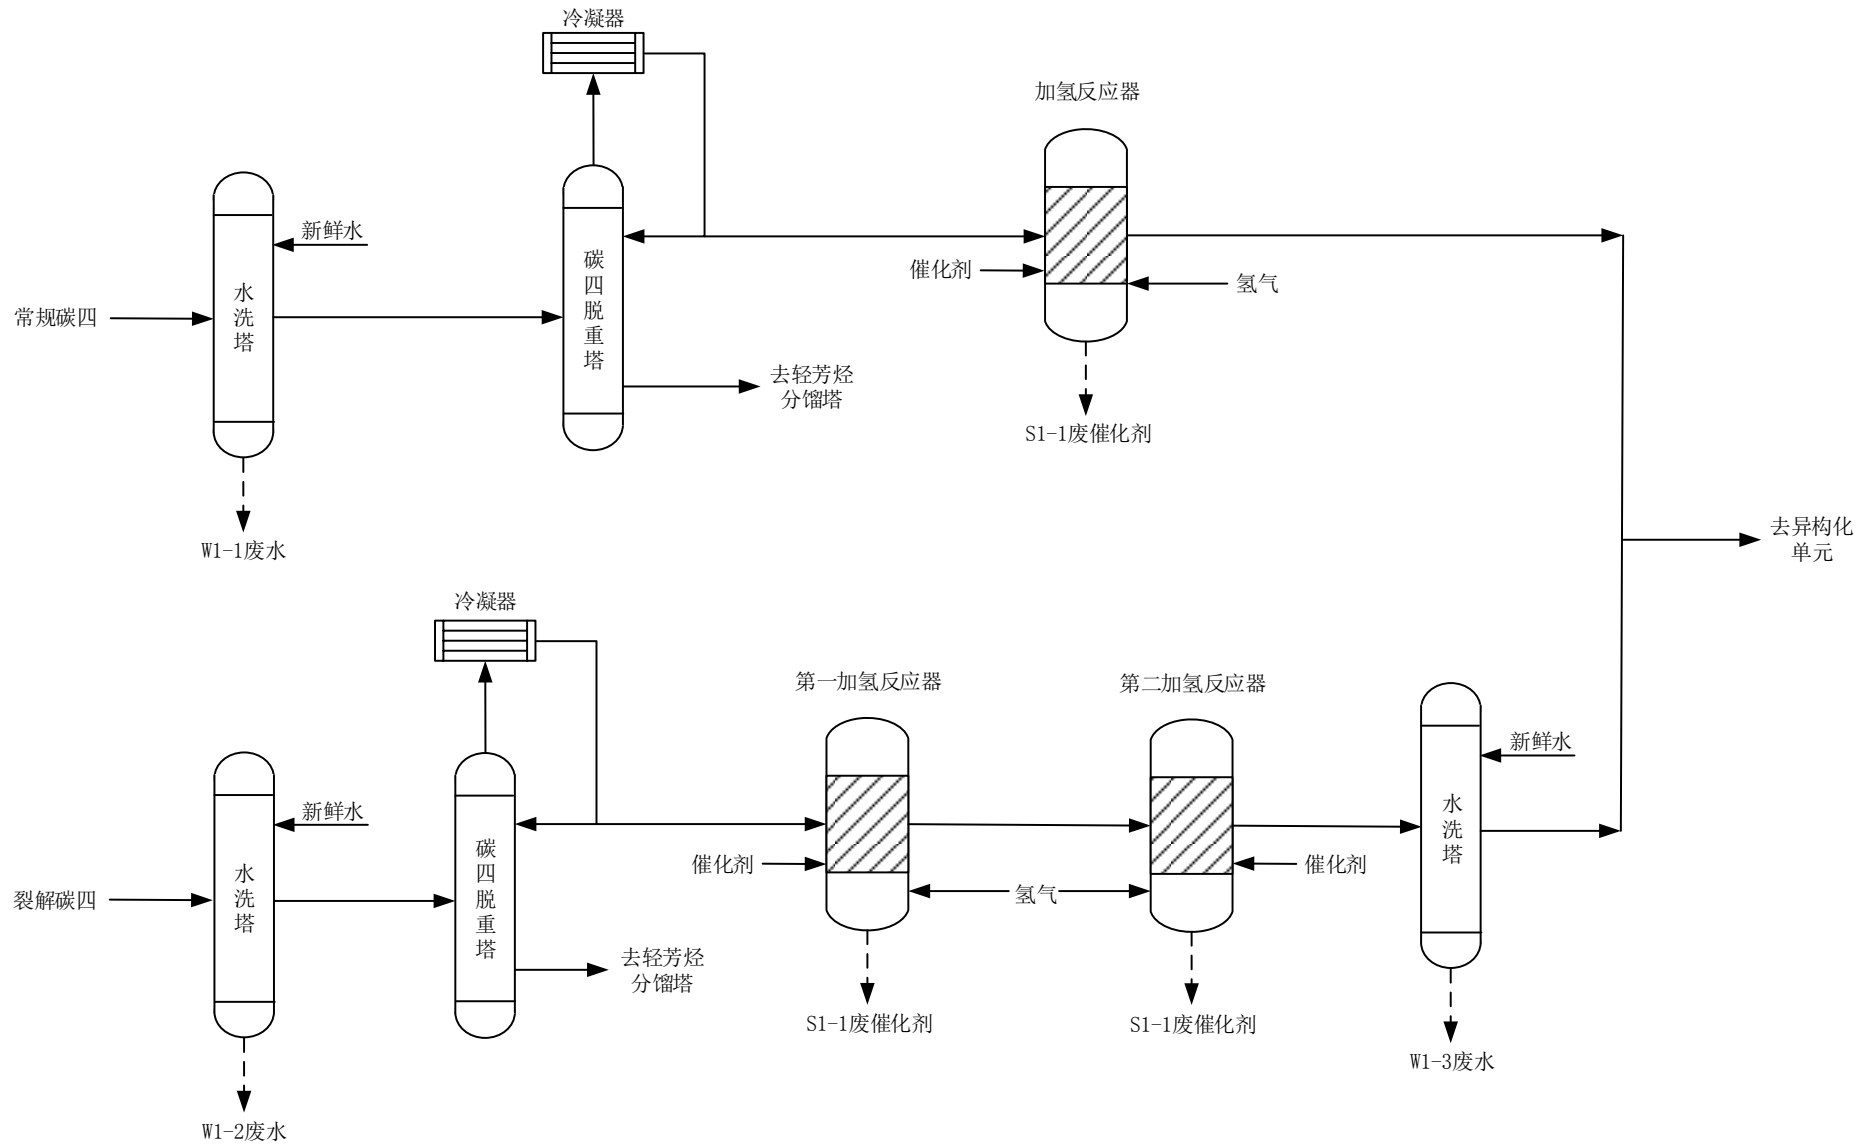 冷凝器
加氢反应器
新鲜水
水洗塔
碳四脱重塔
催化剂
氢气
常规碳四
去轻芳烃
分馏塔
S1-1废催化剂
W1-1废水
去异构化
单元
冷凝器
第一加氢反应器
第二加氢反应器
新鲜水
新鲜水
水洗塔
碳四脱重塔
水洗塔
催化剂
催化剂
氢气
裂解碳四
去轻芳烃
分馏塔
S1-1废催化剂
S1-1废催化剂
W1-3废水
W1-2废水